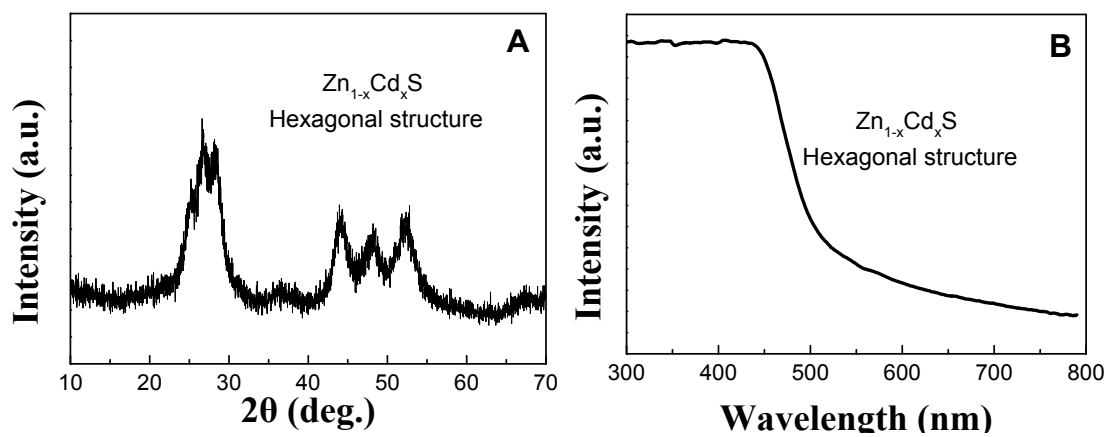 A
Zn₁₋ₓCdₓS
Hexagonal structure
Intensity (a.u.)
10 20 30 40 50 60 70
2θ (deg.)
B
Zn₁₋ₓCdₓS
Hexagonal structure
Intensity (a.u.)
300 400 500 600 700 800
Wavelength (nm)